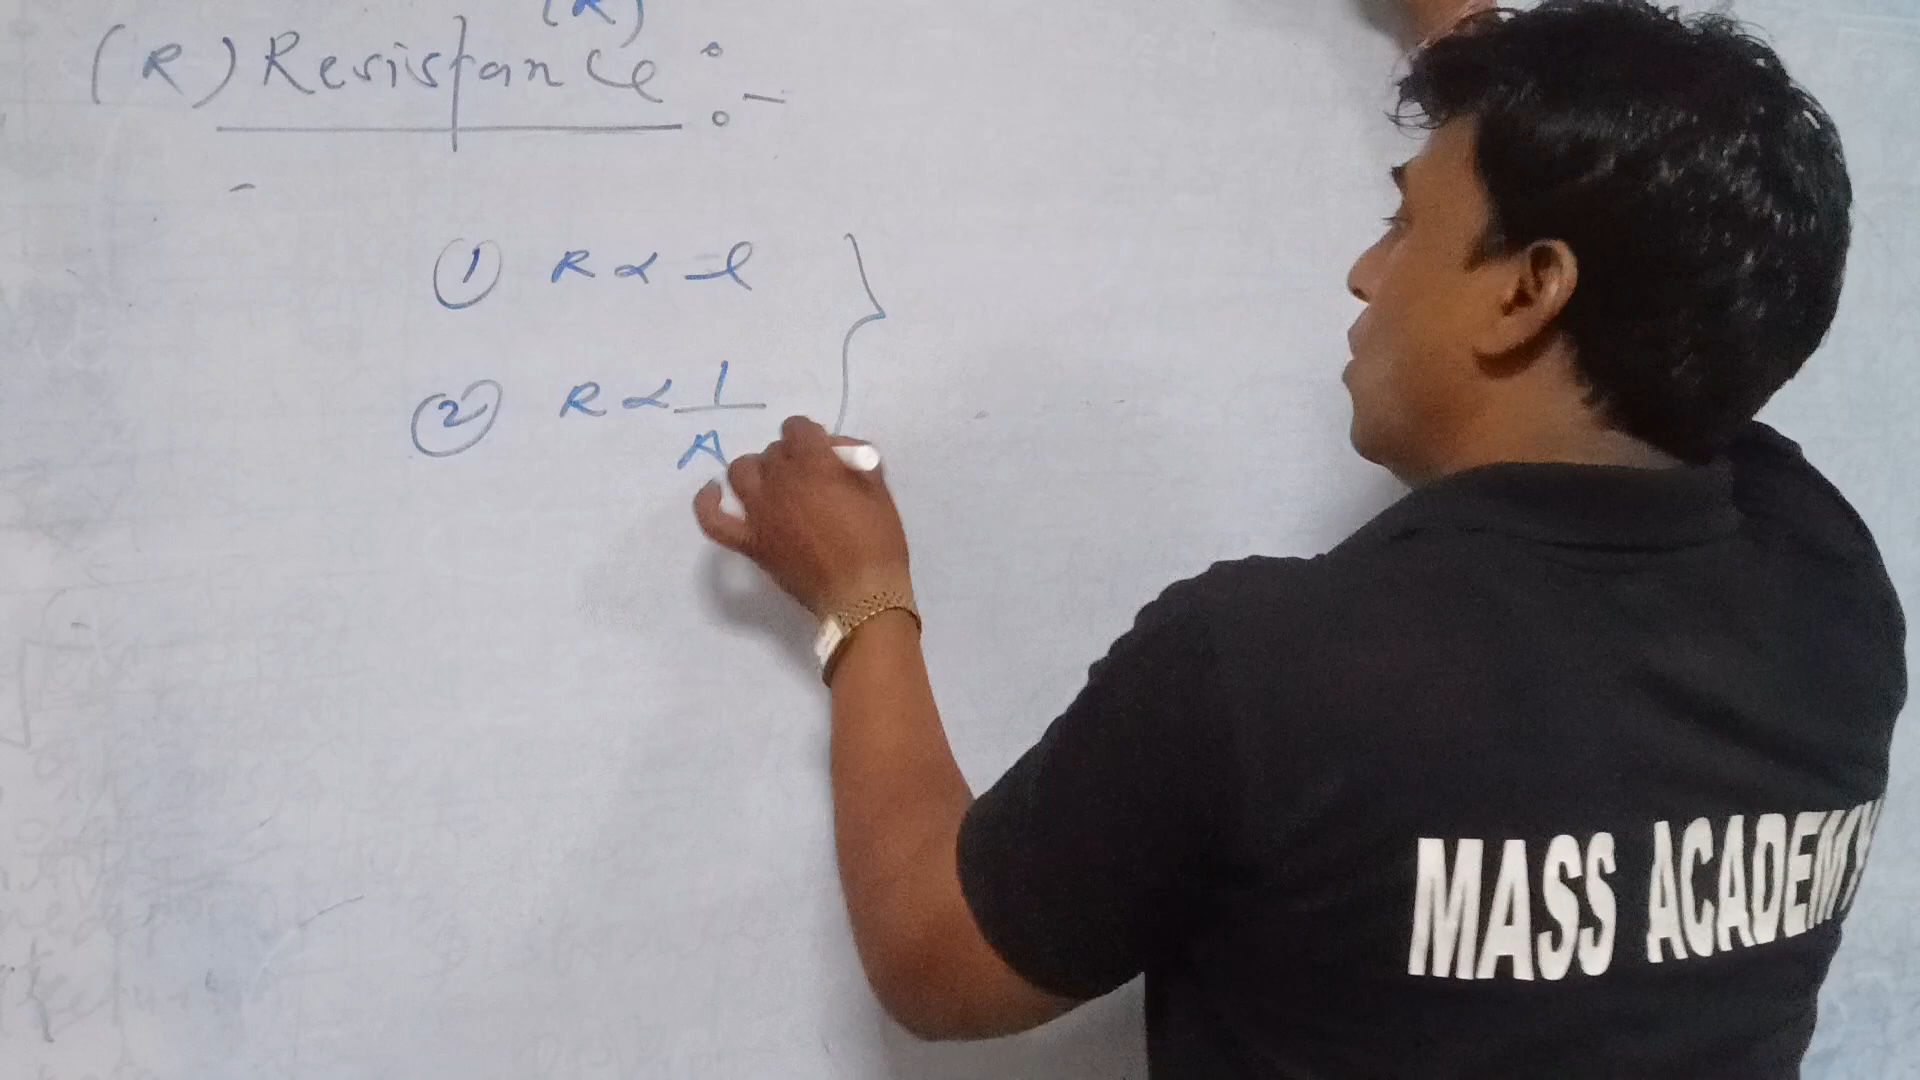 (R)
(R) Resistance :-
① R ∝ l
② R ∝ 1/A
MASS ACADEMY